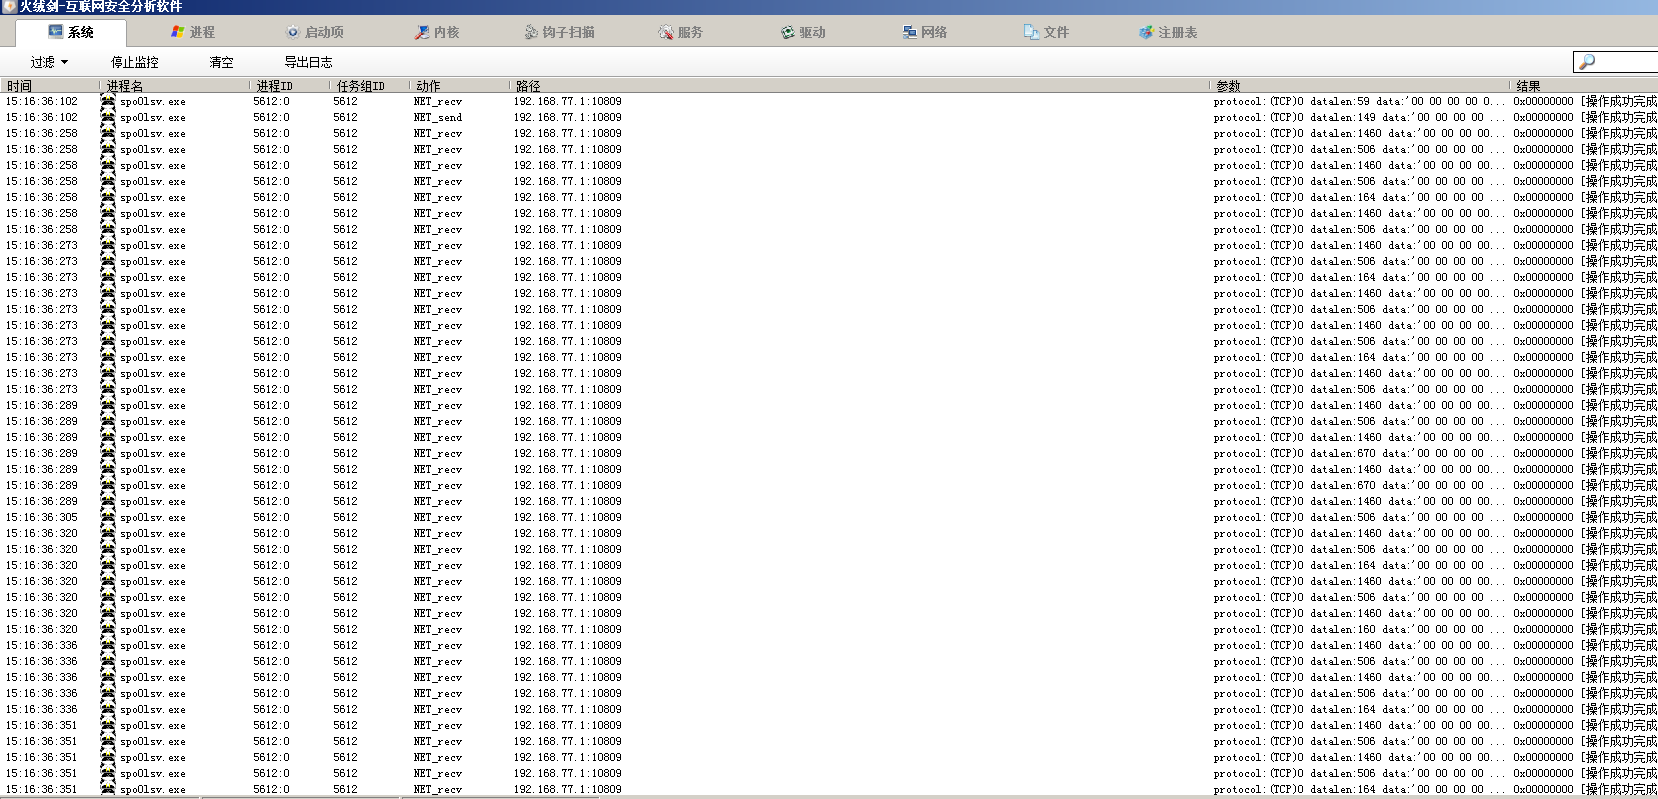 火绒剑-互联网安全分析软件
系统 进程 启动项 内核 钩子扫描 服务 驱动 网络 文件 注册表
过滤 停止监控 清空 导出日志
时间 进程名 进程ID 任务组ID 动作 路径 参数 结果
15:16:36:102 spo0lsv.exe 5612:0 5612 NET_recv 192.168.77.1:10809 protocol:(TCP)0 datalen:59 data:'00 00 00 00 0... 0x00000000 [操作成功完成
15:16:36:102 spo0lsv.exe 5612:0 5612 NET_send 192.168.77.1:10809 protocol:(TCP)0 datalen:149 data:'00 00 00 00 ... 0x00000000 [操作成功完成
15:16:36:258 spo0lsv.exe 5612:0 5612 NET_recv 192.168.77.1:10809 protocol:(TCP)0 datalen:1460 data:'00 00 00 00... 0x00000000 [操作成功完成
15:16:36:258 spo0lsv.exe 5612:0 5612 NET_recv 192.168.77.1:10809 protocol:(TCP)0 datalen:506 data:'00 00 00 00 ... 0x00000000 [操作成功完成
15:16:36:258 spo0lsv.exe 5612:0 5612 NET_recv 192.168.77.1:10809 protocol:(TCP)0 datalen:1460 data:'00 00 00 00... 0x00000000 [操作成功完成
15:16:36:258 spo0lsv.exe 5612:0 5612 NET_recv 192.168.77.1:10809 protocol:(TCP)0 datalen:506 data:'00 00 00 00 ... 0x00000000 [操作成功完成
15:16:36:258 spo0lsv.exe 5612:0 5612 NET_recv 192.168.77.1:10809 protocol:(TCP)0 datalen:164 data:'00 00 00 00 ... 0x00000000 [操作成功完成
15:16:36:258 spo0lsv.exe 5612:0 5612 NET_recv 192.168.77.1:10809 protocol:(TCP)0 datalen:1460 data:'00 00 00 00... 0x00000000 [操作成功完成
15:16:36:258 spo0lsv.exe 5612:0 5612 NET_recv 192.168.77.1:10809 protocol:(TCP)0 datalen:506 data:'00 00 00 00 ... 0x00000000 [操作成功完成
15:16:36:273 spo0lsv.exe 5612:0 5612 NET_recv 192.168.77.1:10809 protocol:(TCP)0 datalen:1460 data:'00 00 00 00... 0x00000000 [操作成功完成
15:16:36:273 spo0lsv.exe 5612:0 5612 NET_recv 192.168.77.1:10809 protocol:(TCP)0 datalen:506 data:'00 00 00 00 ... 0x00000000 [操作成功完成
15:16:36:273 spo0lsv.exe 5612:0 5612 NET_recv 192.168.77.1:10809 protocol:(TCP)0 datalen:164 data:'00 00 00 00 ... 0x00000000 [操作成功完成
15:16:36:273 spo0lsv.exe 5612:0 5612 NET_recv 192.168.77.1:10809 protocol:(TCP)0 datalen:1460 data:'00 00 00 00... 0x00000000 [操作成功完成
15:16:36:273 spo0lsv.exe 5612:0 5612 NET_recv 192.168.77.1:10809 protocol:(TCP)0 datalen:506 data:'00 00 00 00 ... 0x00000000 [操作成功完成
15:16:36:273 spo0lsv.exe 5612:0 5612 NET_recv 192.168.77.1:10809 protocol:(TCP)0 datalen:1460 data:'00 00 00 00... 0x00000000 [操作成功完成
15:16:36:273 spo0lsv.exe 5612:0 5612 NET_recv 192.168.77.1:10809 protocol:(TCP)0 datalen:506 data:'00 00 00 00 ... 0x00000000 [操作成功完成
15:16:36:273 spo0lsv.exe 5612:0 5612 NET_recv 192.168.77.1:10809 protocol:(TCP)0 datalen:164 data:'00 00 00 00 ... 0x00000000 [操作成功完成
15:16:36:273 spo0lsv.exe 5612:0 5612 NET_recv 192.168.77.1:10809 protocol:(TCP)0 datalen:1460 data:'00 00 00 00... 0x00000000 [操作成功完成
15:16:36:273 spo0lsv.exe 5612:0 5612 NET_recv 192.168.77.1:10809 protocol:(TCP)0 datalen:506 data:'00 00 00 00 ... 0x00000000 [操作成功完成
15:16:36:289 spo0lsv.exe 5612:0 5612 NET_recv 192.168.77.1:10809 protocol:(TCP)0 datalen:1460 data:'00 00 00 00... 0x00000000 [操作成功完成
15:16:36:289 spo0lsv.exe 5612:0 5612 NET_recv 192.168.77.1:10809 protocol:(TCP)0 datalen:506 data:'00 00 00 00 ... 0x00000000 [操作成功完成
15:16:36:289 spo0lsv.exe 5612:0 5612 NET_recv 192.168.77.1:10809 protocol:(TCP)0 datalen:1460 data:'00 00 00 00... 0x00000000 [操作成功完成
15:16:36:289 spo0lsv.exe 5612:0 5612 NET_recv 192.168.77.1:10809 protocol:(TCP)0 datalen:670 data:'00 00 00 00 ... 0x00000000 [操作成功完成
15:16:36:289 spo0lsv.exe 5612:0 5612 NET_recv 192.168.77.1:10809 protocol:(TCP)0 datalen:1460 data:'00 00 00 00... 0x00000000 [操作成功完成
15:16:36:289 spo0lsv.exe 5612:0 5612 NET_recv 192.168.77.1:10809 protocol:(TCP)0 datalen:670 data:'00 00 00 00 ... 0x00000000 [操作成功完成
15:16:36:289 spo0lsv.exe 5612:0 5612 NET_recv 192.168.77.1:10809 protocol:(TCP)0 datalen:1460 data:'00 00 00 00... 0x00000000 [操作成功完成
15:16:36:305 spo0lsv.exe 5612:0 5612 NET_recv 192.168.77.1:10809 protocol:(TCP)0 datalen:506 data:'00 00 00 00 ... 0x00000000 [操作成功完成
15:16:36:320 spo0lsv.exe 5612:0 5612 NET_recv 192.168.77.1:10809 protocol:(TCP)0 datalen:1460 data:'00 00 00 00... 0x00000000 [操作成功完成
15:16:36:320 spo0lsv.exe 5612:0 5612 NET_recv 192.168.77.1:10809 protocol:(TCP)0 datalen:506 data:'00 00 00 00 ... 0x00000000 [操作成功完成
15:16:36:320 spo0lsv.exe 5612:0 5612 NET_recv 192.168.77.1:10809 protocol:(TCP)0 datalen:164 data:'00 00 00 00 ... 0x00000000 [操作成功完成
15:16:36:320 spo0lsv.exe 5612:0 5612 NET_recv 192.168.77.1:10809 protocol:(TCP)0 datalen:1460 data:'00 00 00 00... 0x00000000 [操作成功完成
15:16:36:320 spo0lsv.exe 5612:0 5612 NET_recv 192.168.77.1:10809 protocol:(TCP)0 datalen:506 data:'00 00 00 00 ... 0x00000000 [操作成功完成
15:16:36:320 spo0lsv.exe 5612:0 5612 NET_recv 192.168.77.1:10809 protocol:(TCP)0 datalen:1460 data:'00 00 00 00... 0x00000000 [操作成功完成
15:16:36:320 spo0lsv.exe 5612:0 5612 NET_recv 192.168.77.1:10809 protocol:(TCP)0 datalen:160 data:'00 00 00 00 ... 0x00000000 [操作成功完成
15:16:36:336 spo0lsv.exe 5612:0 5612 NET_recv 192.168.77.1:10809 protocol:(TCP)0 datalen:1460 data:'00 00 00 00... 0x00000000 [操作成功完成
15:16:36:336 spo0lsv.exe 5612:0 5612 NET_recv 192.168.77.1:10809 protocol:(TCP)0 datalen:506 data:'00 00 00 00 ... 0x00000000 [操作成功完成
15:16:36:336 spo0lsv.exe 5612:0 5612 NET_recv 192.168.77.1:10809 protocol:(TCP)0 datalen:1460 data:'00 00 00 00... 0x00000000 [操作成功完成
15:16:36:336 spo0lsv.exe 5612:0 5612 NET_recv 192.168.77.1:10809 protocol:(TCP)0 datalen:506 data:'00 00 00 00 ... 0x00000000 [操作成功完成
15:16:36:336 spo0lsv.exe 5612:0 5612 NET_recv 192.168.77.1:10809 protocol:(TCP)0 datalen:164 data:'00 00 00 00 ... 0x00000000 [操作成功完成
15:16:36:351 spo0lsv.exe 5612:0 5612 NET_recv 192.168.77.1:10809 protocol:(TCP)0 datalen:1460 data:'00 00 00 00... 0x00000000 [操作成功完成
15:16:36:351 spo0lsv.exe 5612:0 5612 NET_recv 192.168.77.1:10809 protocol:(TCP)0 datalen:506 data:'00 00 00 00 ... 0x00000000 [操作成功完成
15:16:36:351 spo0lsv.exe 5612:0 5612 NET_recv 192.168.77.1:10809 protocol:(TCP)0 datalen:1460 data:'00 00 00 00... 0x00000000 [操作成功完成
15:16:36:351 spo0lsv.exe 5612:0 5612 NET_recv 192.168.77.1:10809 protocol:(TCP)0 datalen:506 data:'00 00 00 00 ... 0x00000000 [操作成功完成
15:16:36:351 spo0lsv.exe 5612:0 5612 NET_recv 192.168.77.1:10809 protocol:(TCP)0 datalen:164 data:'00 00 00 00 ... 0x00000000 [操作成功完成